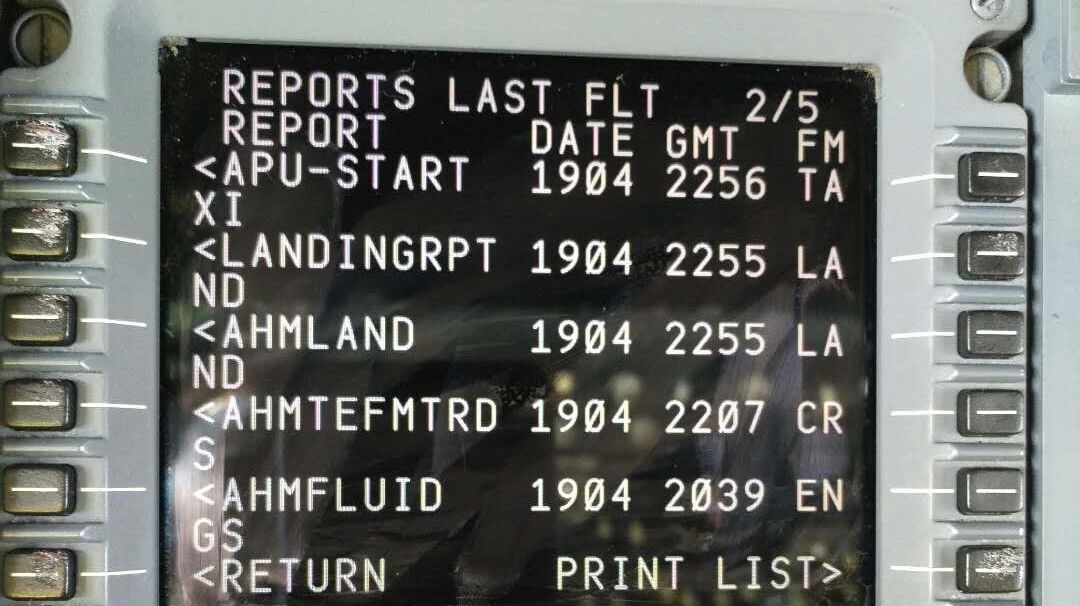 REPORTS LAST FLT 2/5
REPORT DATE GMT FM
<APU-START 1904 2256 TA
XI
<LANDINGRPT 1904 2255 LA
ND
<AHMLAND 1904 2255 LA
ND
<AHMTEFMTRD 1904 2207 CR
S
<AHMFLUID 1904 2039 EN
GS
<RETURN PRINT LIST>